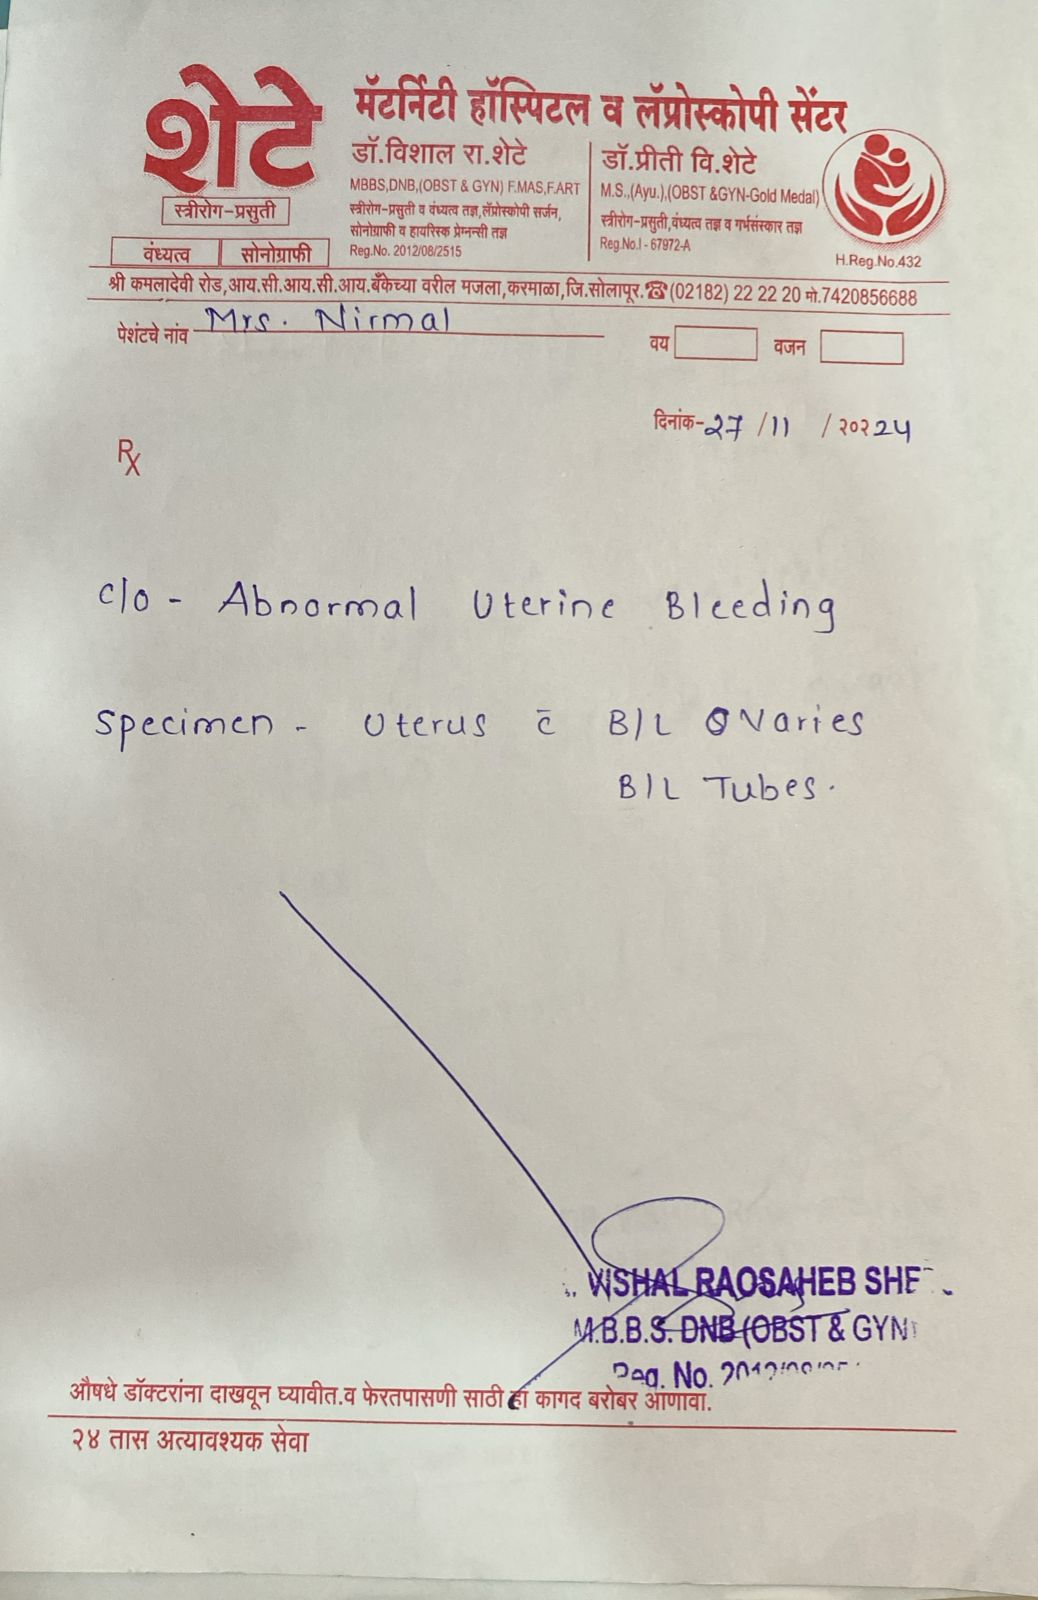 शेटे
स्त्रीरोग-प्रसुती
वंध्यत्व सोनोग्राफी
मॅटर्निटी हॉस्पिटल व लॅप्रोस्कोपी सेंटर
डॉ.विशाल रा.शेटे
MBBS,DNB,(OBST & GYN) F.MAS,F.ART
स्त्रीरोग-प्रसुती व वंध्यत्व तज्ञ,लॅप्रोस्कोपी सर्जन,
सोनोग्राफी व हायरिस्क प्रेग्नन्सी तज्ञ
Reg.No. 2012/08/2515
डॉ.प्रीती वि.शेटे
M.S.,(Ayu.),(OBST &GYN-Gold Medal)
स्त्रीरोग-प्रसुती,वंध्यत्व तज्ञ व गर्भसंस्कार तज्ञ
Reg.No.I - 67972-A
H.Reg.No.432
श्री कमलादेवी रोड,आय.सी.आय.सी.आय.बँकेच्या वरील मजला,करमाळा,जि.सोलापूर.☎(02182) 22 22 20 मो.7420856688
पेशंटचे नांव Mrs. Nirmal
वय वजन
दिनांक-27 /11 /२०२24
Rx
c/o - Abnormal Uterine Bleeding
Specimen - Uterus c̄ B/L Ovaries
B/L Tubes.
VISHAL RAOSAHEB
M.B.B.S. DNB (OBST & GYN
Reg. No.
औषधे डॉक्टरांना दाखवून घ्यावीत.व फेरतपासणी साठी हा कागद बरोबर आणावा.
२४ तास अत्यावश्यक सेवा